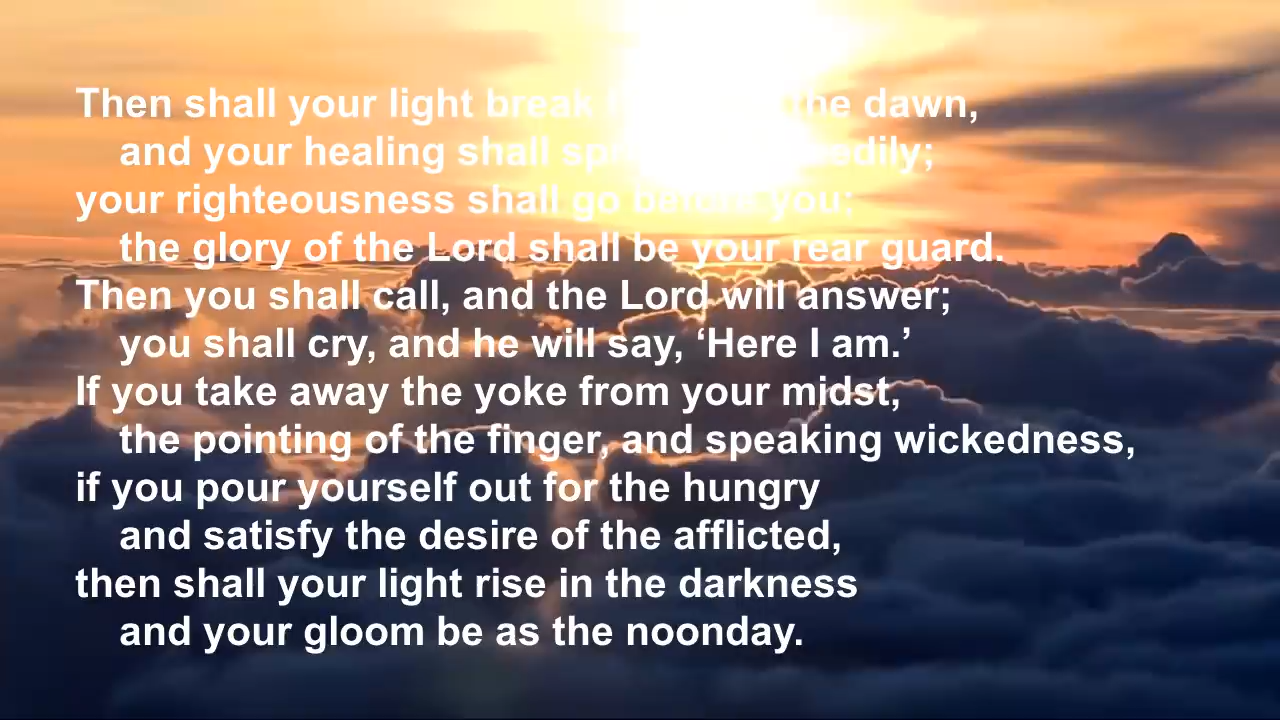 Then shall your light break the dawn,
and your healing shall speedily;
your righteousness shall go before you;
the glory of the Lord shall be your rear guard.
Then you shall call, and the Lord will answer;
you shall cry, and he will say, ‘Here I am.’
If you take away the yoke from your midst,
the pointing of the finger, and speaking wickedness,
if you pour yourself out for the hungry
and satisfy the desire of the afflicted,
then shall your light rise in the darkness
and your gloom be as the noonday.